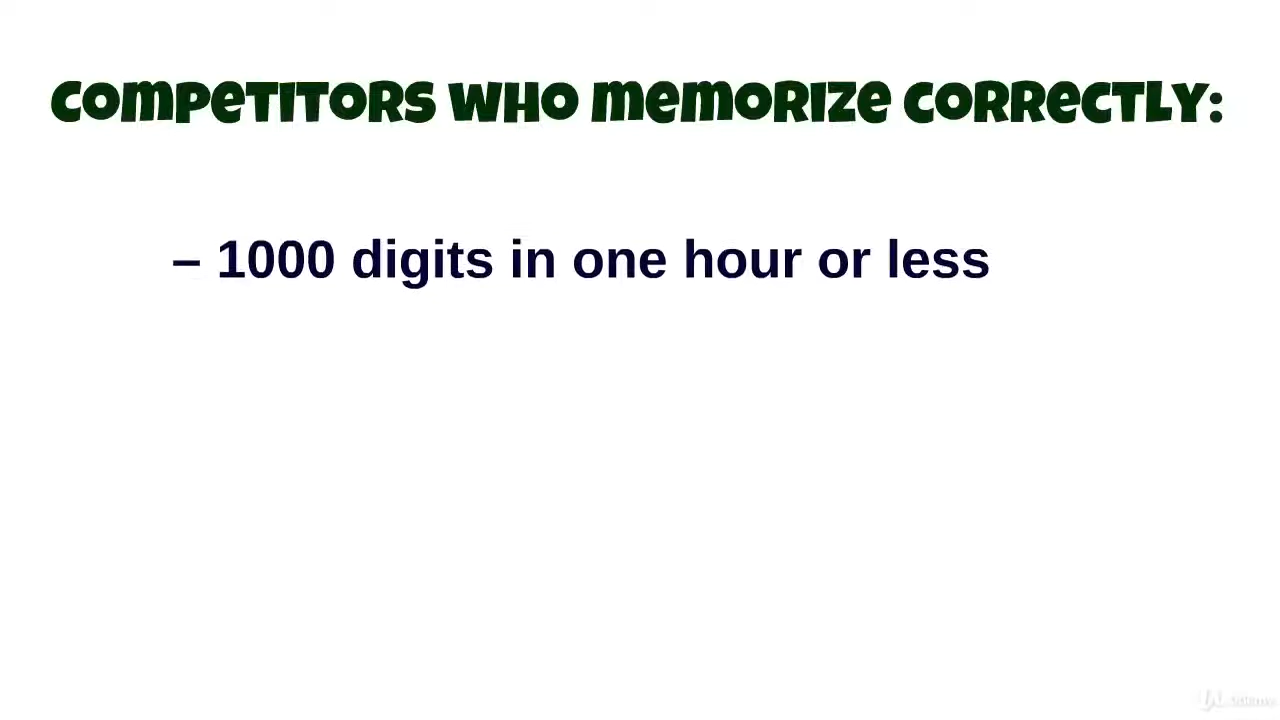 Competitors who memorize correctly:
– 1000 digits in one hour or less